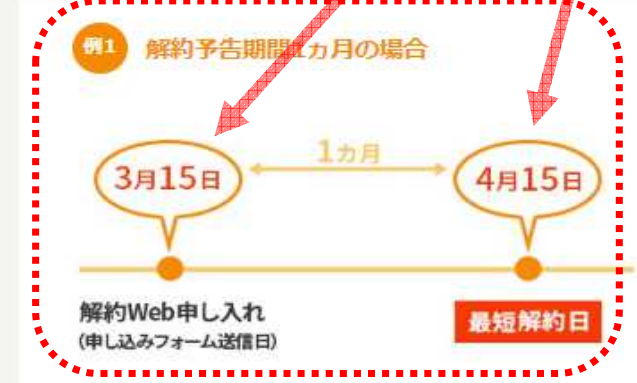 例1 解約予告期間1ヵ月の場合
3月15日
1カ月
4月15日
解約Web申し入れ
(申し込みフォーム送信日)
最短解約日